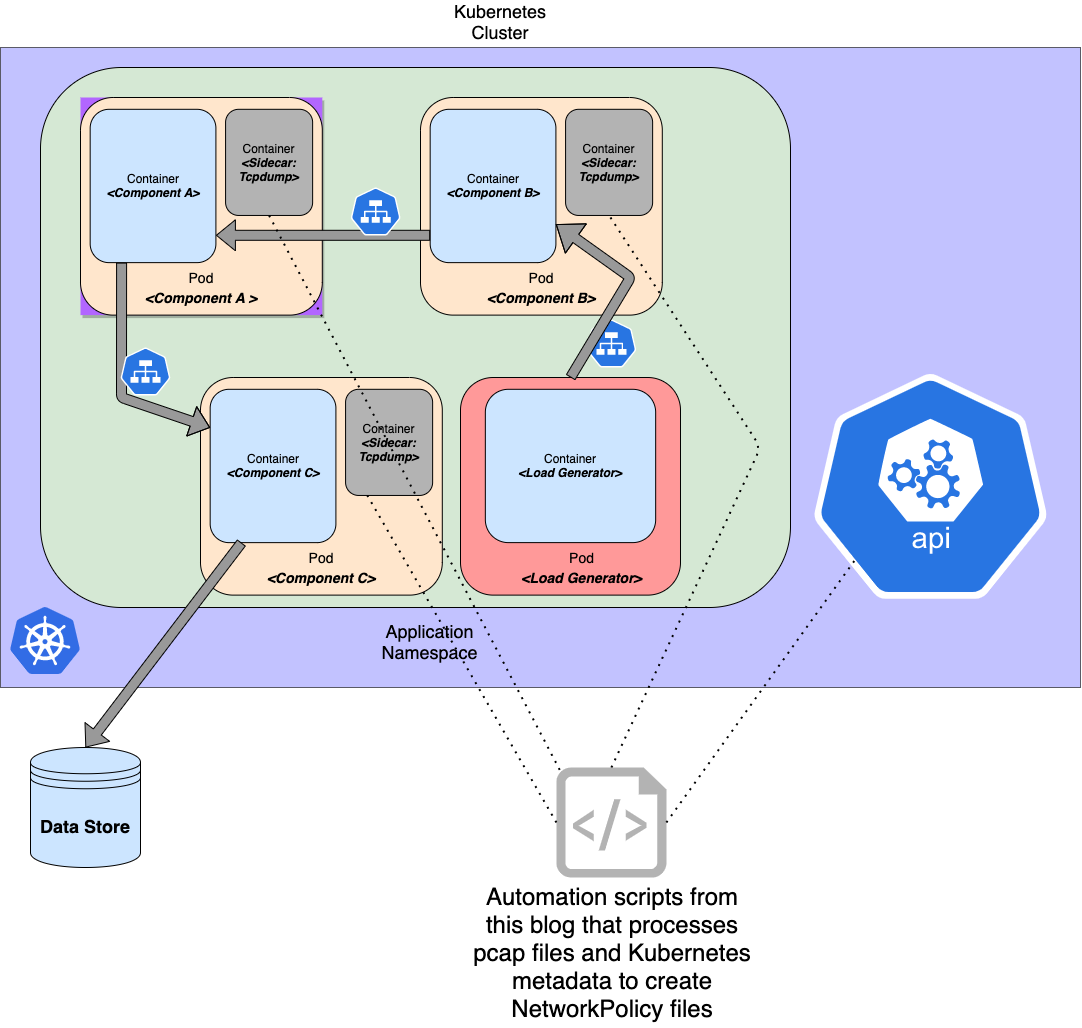 Kubernetes
Cluster
Container
<Component A>
Container
<Sidecar:
Tcpdump>
Pod
<Component A >
Container
<Component B>
Container
<Sidecar:
Tcpdump>
Pod
<Component B>
Container
<Component C>
Container
<Sidecar:
Tcpdump>
Pod
<Component C>
Container
<Load Generator>
Pod
<Load Generator>
api
Application
Namespace
Data Store
</>
Automation scripts from
this blog that processes
pcap files and Kubernetes
metadata to create
NetworkPolicy files